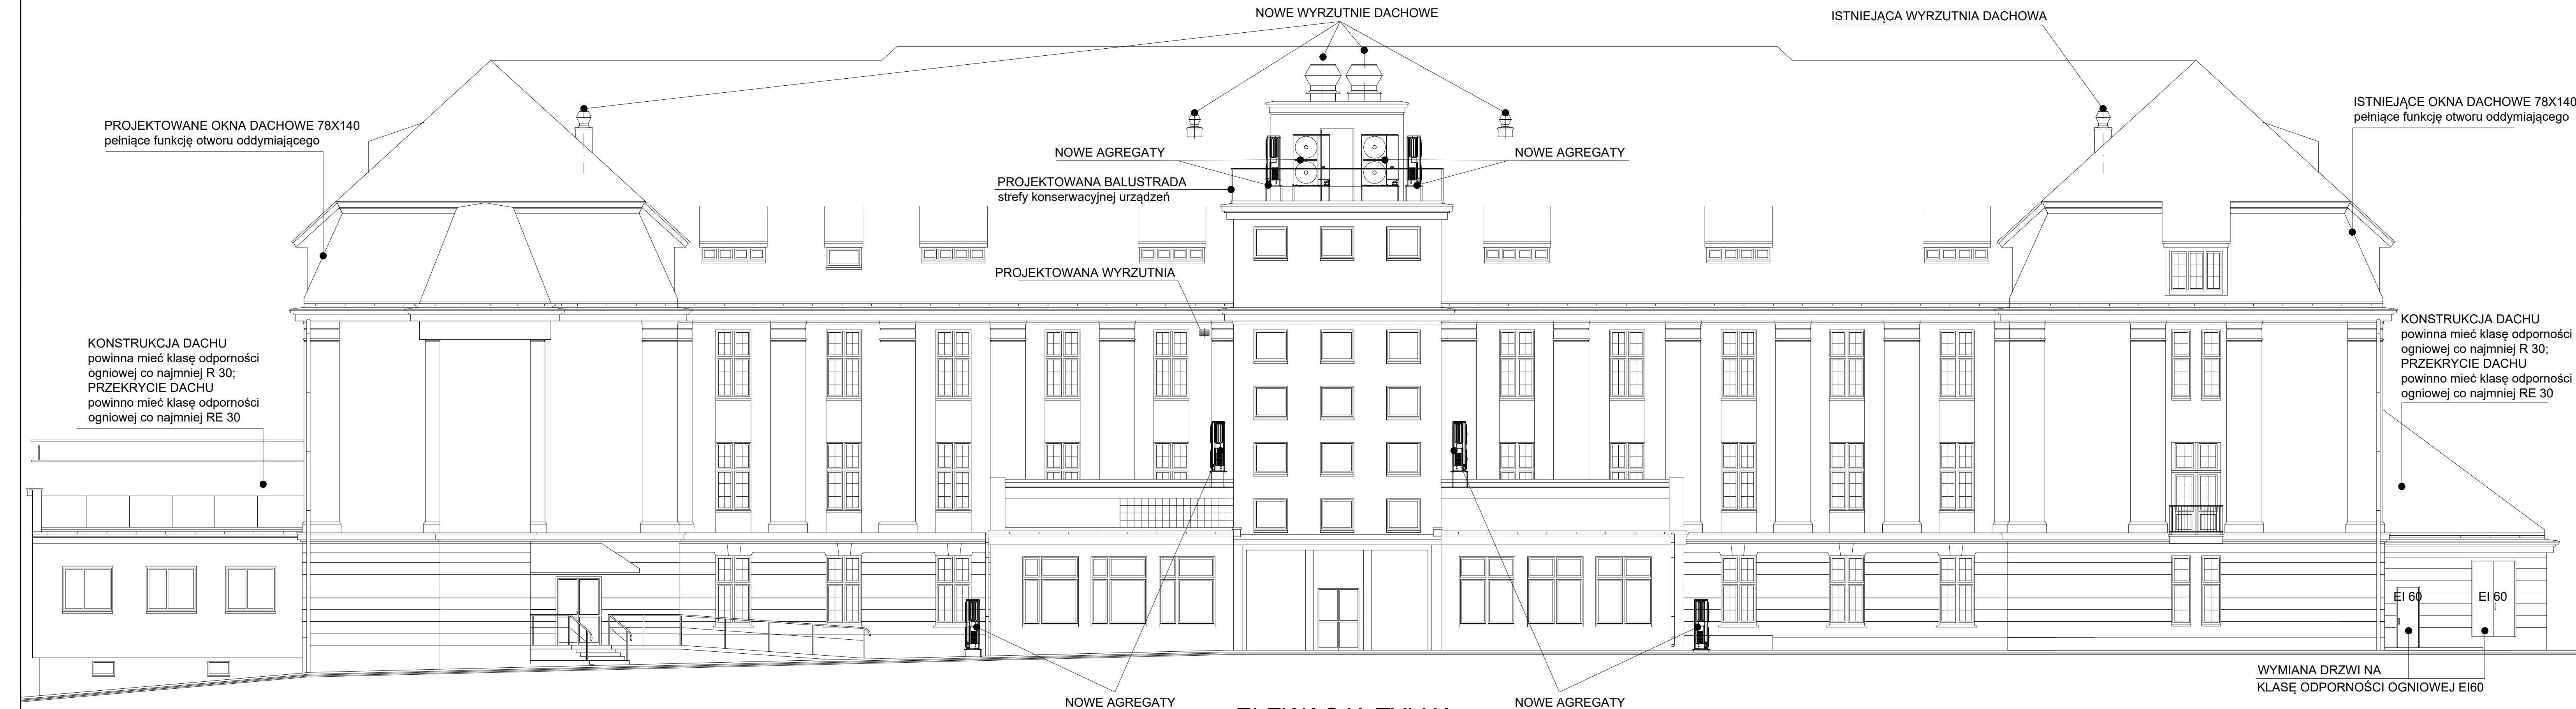 NOWE WYRZUTNIE DACHOWE
ISTNIEJĄCA WYRZUTNIA DACHOWA
PROJEKTOWANE OKNA DACHOWE 78X140
pełniące funkcję otworu oddymiającego
ISTNIEJĄCE OKNA DACHOWE 78X140
pełniące funkcję otworu oddymiającego
NOWE AGREGATY
NOWE AGREGATY
PROJEKTOWANA BALUSTRADA
strefy konserwacyjnej urządzeń
PROJEKTOWANA WYRZUTNIA
KONSTRUKCJA DACHU
powinna mieć klasę odporności
ogniowej co najmniej R 30;
PRZEKRYCIE DACHU
powinno mieć klasę odporności
ogniowej co najmniej RE 30
KONSTRUKCJA DACHU
powinna mieć klasę odporności
ogniowej co najmniej R 30;
PRZEKRYCIE DACHU
powinno mieć klasę odporności
ogniowej co najmniej RE 30
EI 60
EI 60
WYMIANA DRZWI NA
KLASĘ ODPORNOŚCI OGNIOWEJ EI60
NOWE AGREGATY
NOWE AGREGATY